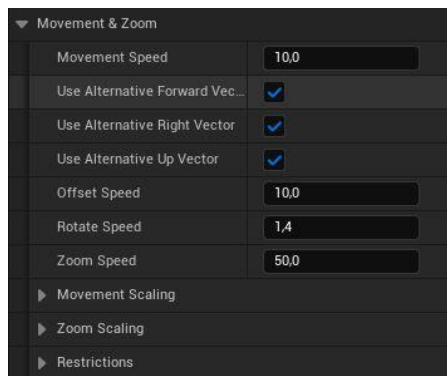 Movement & Zoom
Movement Speed 10,0
Use Alternative Forward Vec...
Use Alternative Right Vector
Use Alternative Up Vector
Offset Speed 10,0
Rotate Speed 1,4
Zoom Speed 50,0
Movement Scaling
Zoom Scaling
Restrictions